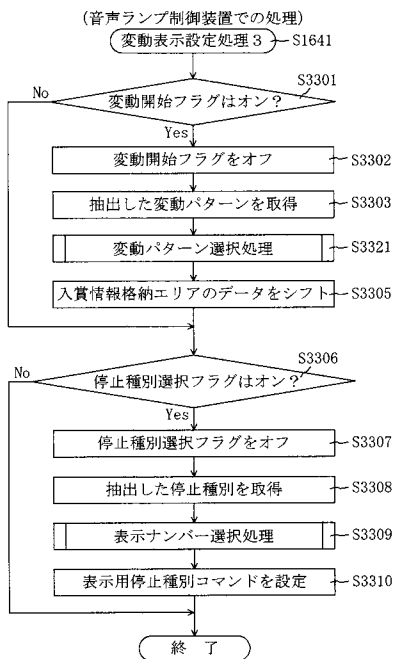 (音声ランプ制御装置での処理)
変動表示設定処理3
S1641
S3301
変動開始フラグはオン?
No
Yes
変動開始フラグをオフ
S3302
抽出した変動パターンを取得
S3303
変動パターン選択処理
S3321
入賞情報格納エリアのデータをシフト
S3305
S3306
停止種別選択フラグはオン?
No
Yes
停止種別選択フラグをオフ
S3307
抽出した停止種別を取得
S3308
表示ナンバー選択処理
S3309
表示用停止種別コマンドを設定
S3310
終了